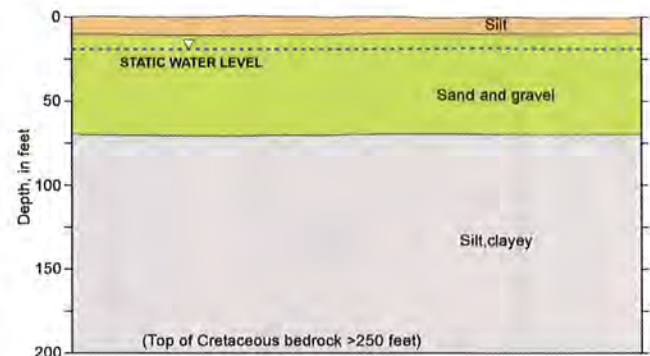 0
Silt
STATIC WATER LEVEL
Sand and gravel
50
Depth, in feet
100
Silt,clayey
150
(Top of Cretaceous bedrock >250 feet)
200